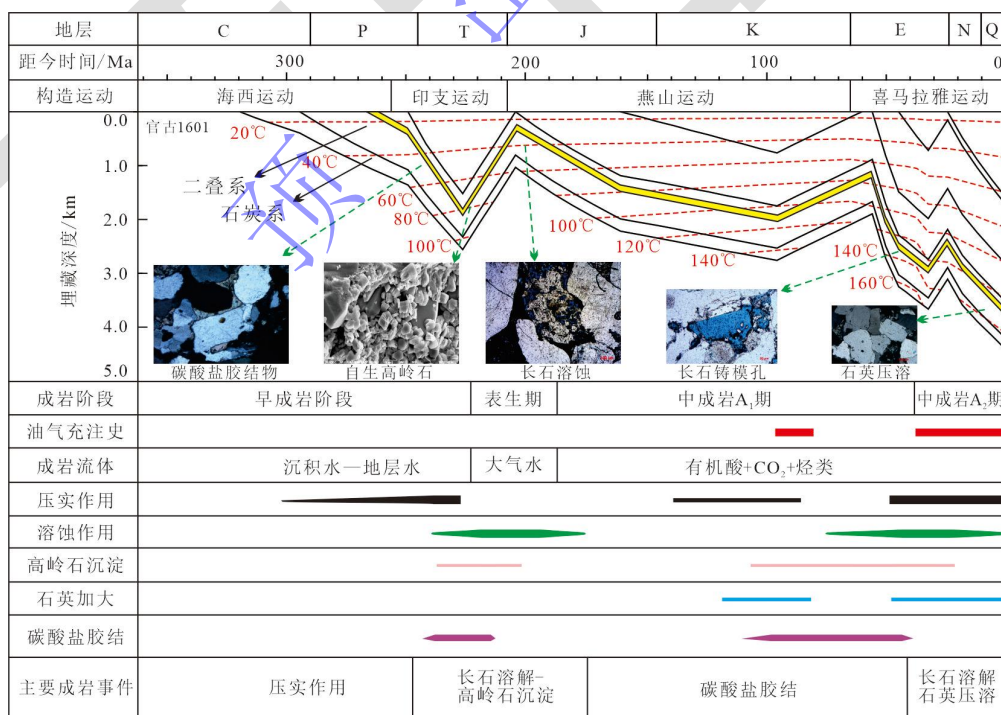 地层 C P T J K E N Q
距今时间/Ma 300 200 100 0
构造运动 海西运动 印支运动 燕山运动 喜马拉雅运动
0.0
1.0
2.0
3.0
4.0
5.0
埋藏深度/km
官古1601
20℃
40℃
60℃
80℃
100℃
100℃
120℃
140℃
140℃
160℃
二叠系
石炭系
顶
碳酸盐胶结物 自生高岭石 长石溶蚀 长石铸模孔 石英压溶
成岩阶段 早成岩阶段 表生期 中成岩A₁期 中成岩A₂期
油气充注史
成岩流体 沉积水—地层水 大气水 有机酸+CO₂+烃类
压实作用
溶蚀作用
高岭石沉淀
石英加大
碳酸盐胶结
主要成岩事件 压实作用 长石溶解-
高岭石沉淀 碳酸盐胶结 长石溶解
石英压溶